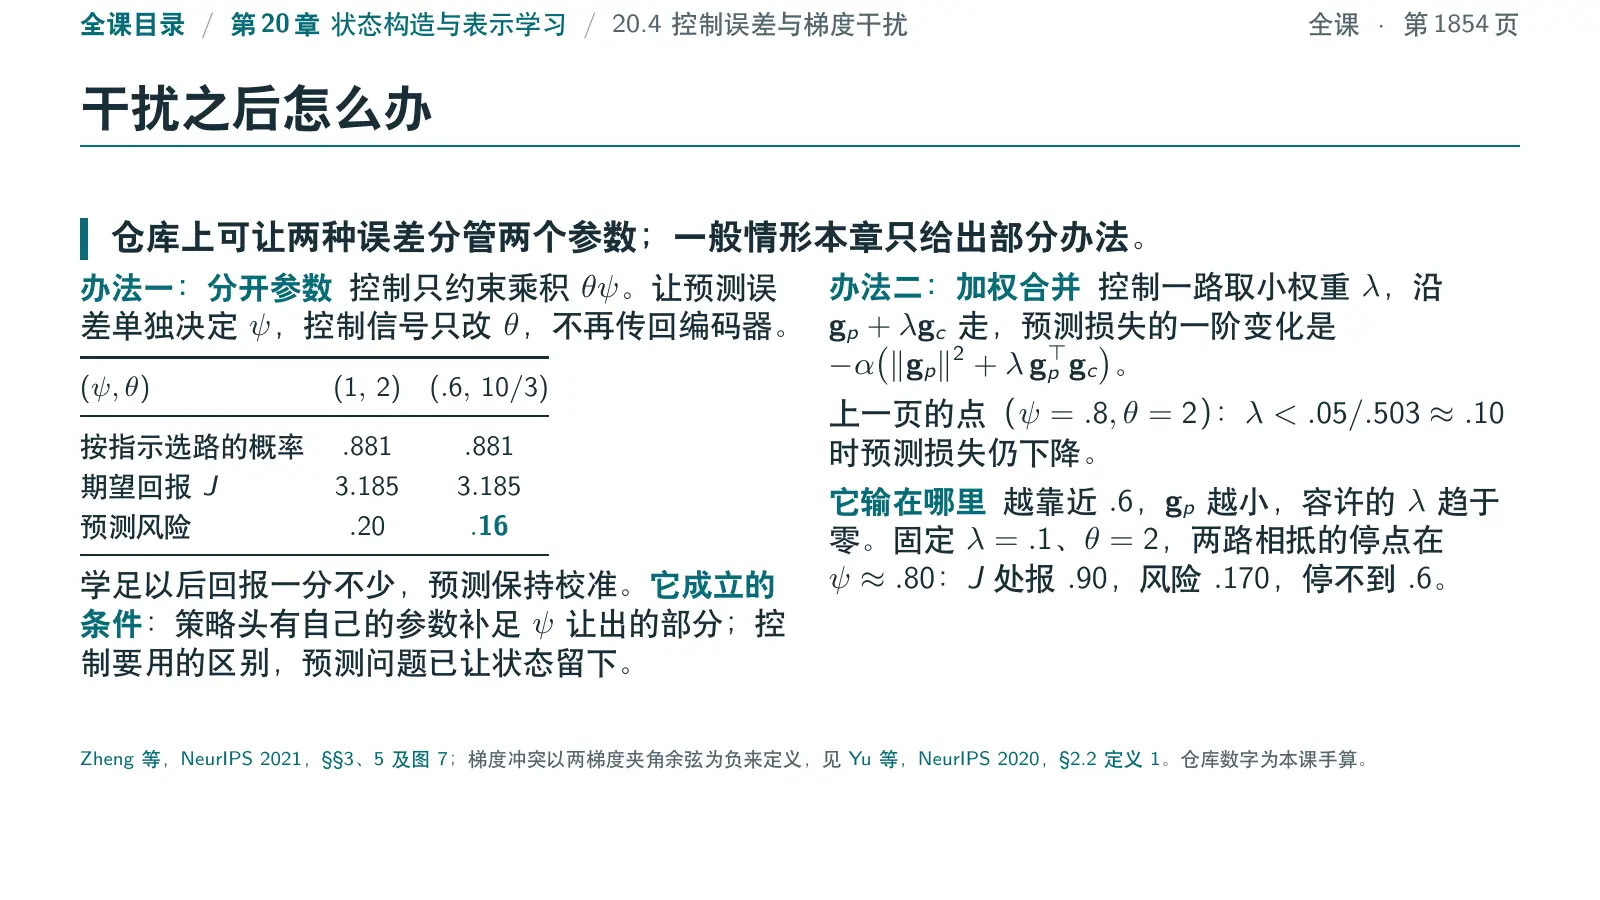 全课目录 / 第 20 章 状态构造与表示学习 / 20.4 控制误差与梯度干扰
全课 · 第 1854 页
干扰之后怎么办
仓库上可让两种误差分管两个参数；一般情形本章只给出部分办法。
办法一：分开参数 控制只约束乘积 θψ。让预测误
差单独决定 ψ，控制信号只改 θ，不再传回编码器。
(ψ, θ) (1, 2) (.6, 10/3)
按指示选路的概率 .881 .881
期望回报 J 3.185 3.185
预测风险 .20 .16
学足以后回报一分不少，预测保持校准。它成立的
条件：策略头有自己的参数补足 ψ 让出的部分；控
制要用的区别，预测问题已让状态留下。
办法二：加权合并 控制一路取小权重 λ，沿
g_p + λg_c 走，预测损失的一阶变化是
−α(‖g_p‖² + λ g_p^⊤ g_c)。
上一页的点（ψ = .8, θ = 2）：λ < .05/.503 ≈ .10
时预测损失仍下降。
它输在哪里 越靠近 .6，g_p 越小，容许的 λ 趋于
零。固定 λ = .1、θ = 2，两路相抵的停点在
ψ ≈ .80：J 处报 .90，风险 .170，停不到 .6。
Zheng 等，NeurIPS 2021，§§3、5 及图 7；梯度冲突以两梯度夹角余弦为负来定义，见 Yu 等，NeurIPS 2020，§2.2 定义 1。仓库数字为本课手算。